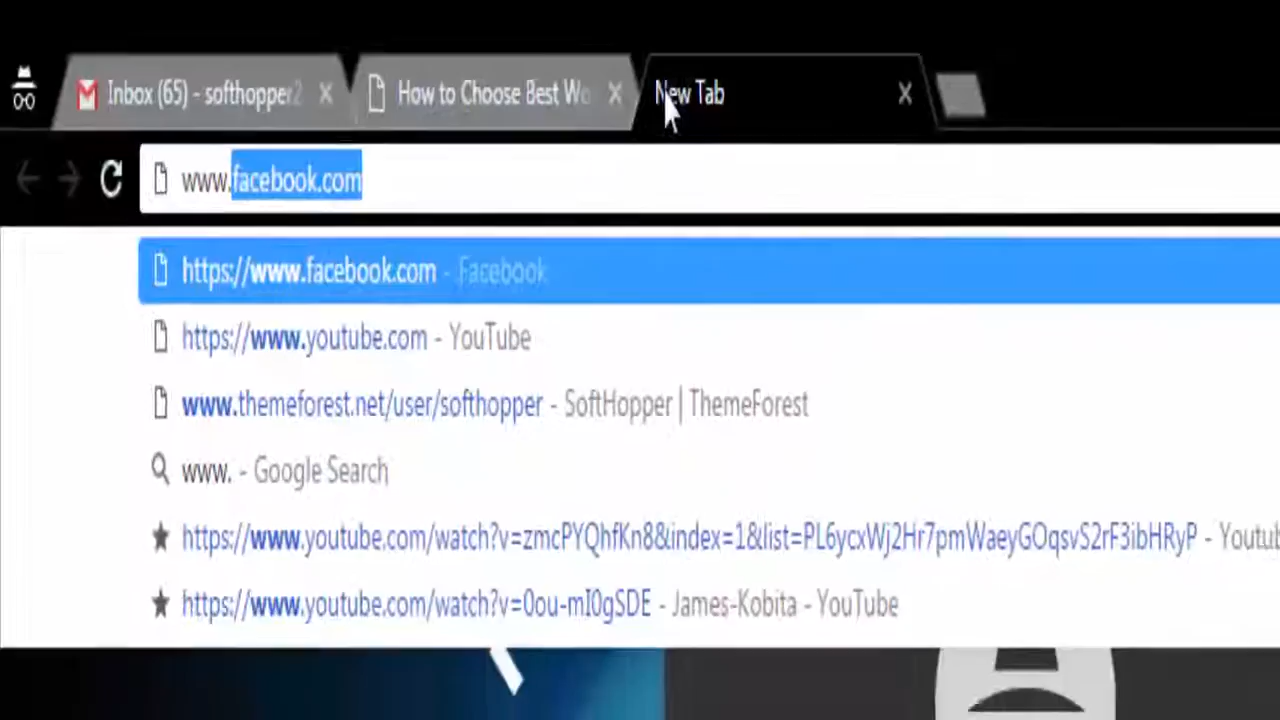 Inbox (65) - softhopper2
How to Choose Best Wo
New Tab
www.facebook.com
https://www.facebook.com - Facebook
https://www.youtube.com - YouTube
www.themeforest.net/user/softhopper - SoftHopper | ThemeForest
www. - Google Search
https://www.youtube.com/watch?v=zmcPYQhfKn8&index=1&list=PL6ycxWj2Hr7pmWaeyGOqsvS2rF3ibHRyP - Youtub
https://www.youtube.com/watch?v=0ou-mI0gSDE - James-Kobita - YouTube